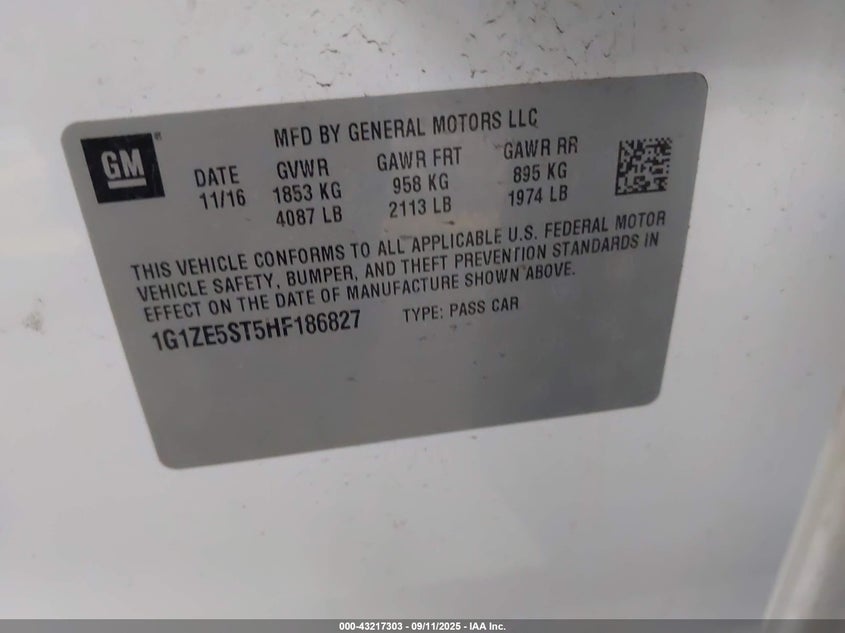 MFD BY GENERAL MOTORS LLC
GM
DATE GVWR GAWR FRT GAWR RR
11/16 1853 KG 958 KG 895 KG
4087 LB 2113 LB 1974 LB
THIS VEHICLE CONFORMS TO ALL APPLICABLE U.S. FEDERAL MOTOR
VEHICLE SAFETY, BUMPER, AND THEFT PREVENTION STANDARDS IN
EFFECT ON THE DATE OF MANUFACTURE SHOWN ABOVE.
1G1ZE5ST5HF186827 TYPE: PASS CAR
000-43217303 - 09/11/2025 - IAA Inc.